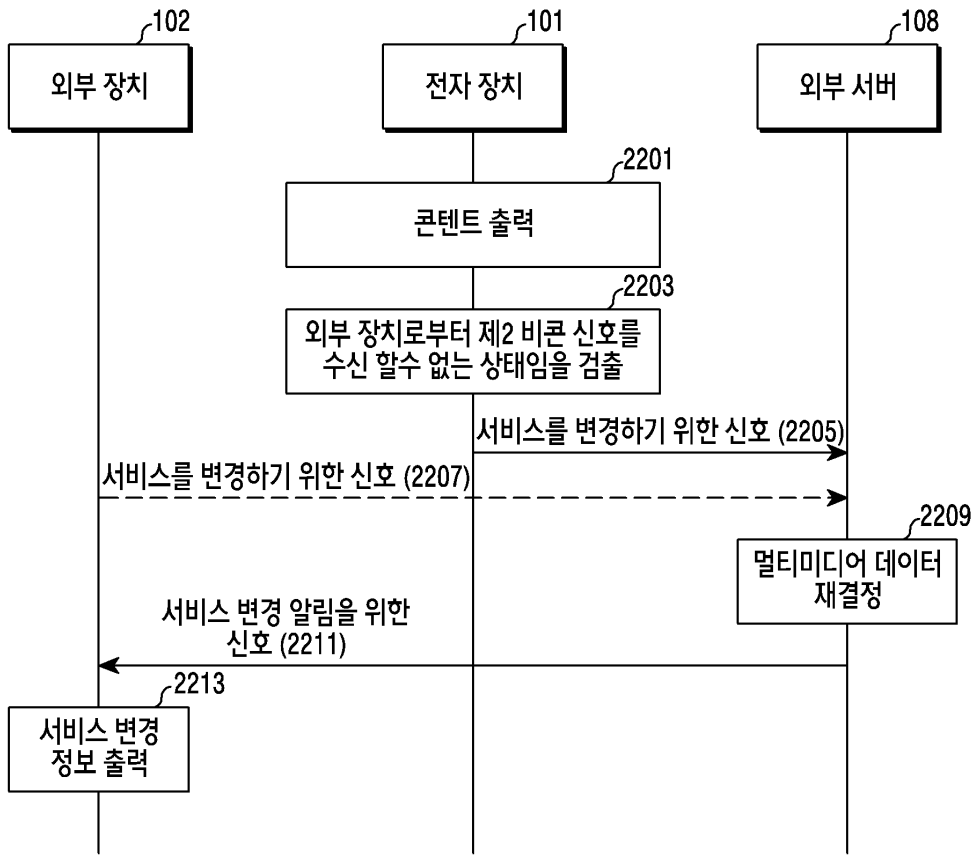 102
101
108
외부 장치
전자 장치
외부 서버
2201
콘텐트 출력
2203
외부 장치로부터 제2 비콘 신호를
수신 할수 없는 상태임을 검출
서비스를 변경하기 위한 신호 (2205)
서비스를 변경하기 위한 신호 (2207)
2209
멀티미디어 데이터
재결정
서비스 변경 알림을 위한
신호 (2211)
2213
서비스 변경
정보 출력